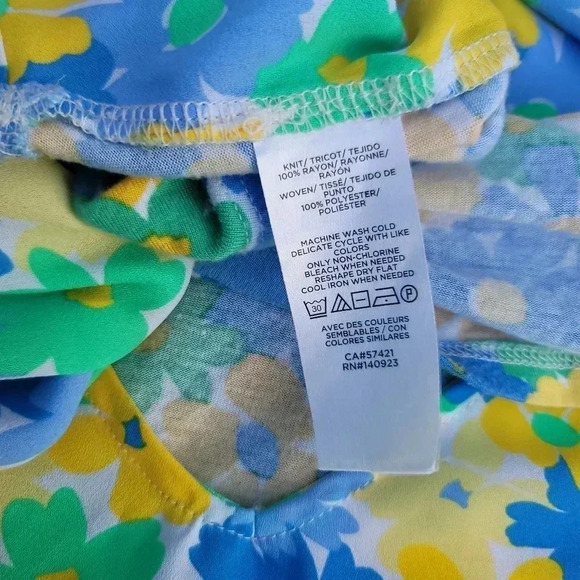 KNIT/ TRICOT/ TEJIDO
100% RAYON/RAYONNE/
RAYÓN
WOVEN/ TISSÉ/ TEJIDO DE
PUNTO
100% POLYESTER/
POLIÉSTER
MACHINE WASH COLD
DELICATE CYCLE WITH LIKE
COLORS
ONLY NON-CHLORINE
BLEACH WHEN NEEDED
RESHAPE DRY FLAT
COOL IRON WHEN NEEDED
30 P
AVEC DES COULEURS
SEMBLABLES / CON
COLORES SIMILARES
CA#57421
RN#140923